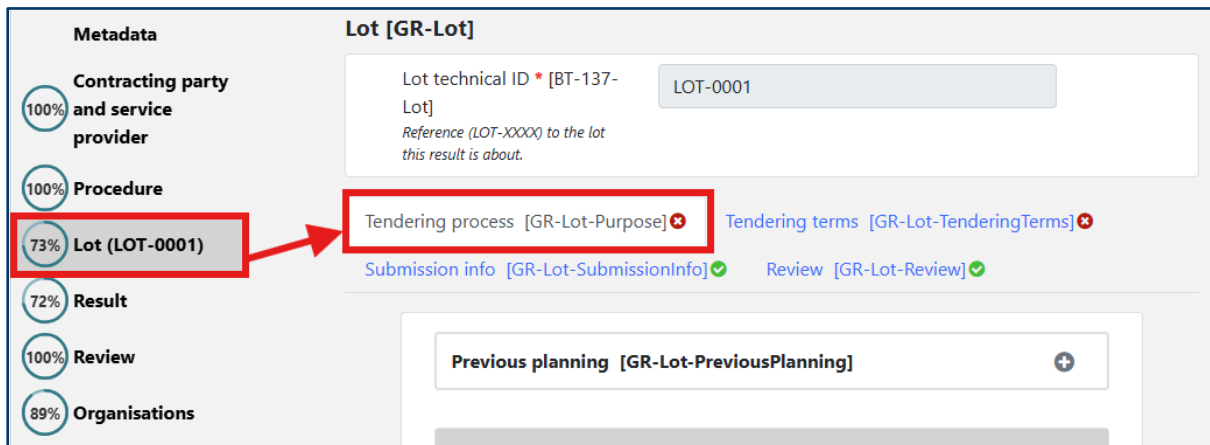 Metadata
100% Contracting party
and service
provider
100% Procedure
73% Lot (LOT-0001)
72% Result
100% Review
89% Organisations
Lot [GR-Lot]
Lot technical ID * [BT-137-
Lot]
Reference (LOT-XXXX) to the lot
this result is about.
LOT-0001
Tendering process [GR-Lot-Purpose]
Tendering terms [GR-Lot-TenderingTerms]
Submission info [GR-Lot-SubmissionInfo]
Review [GR-Lot-Review]
Previous planning [GR-Lot-PreviousPlanning]